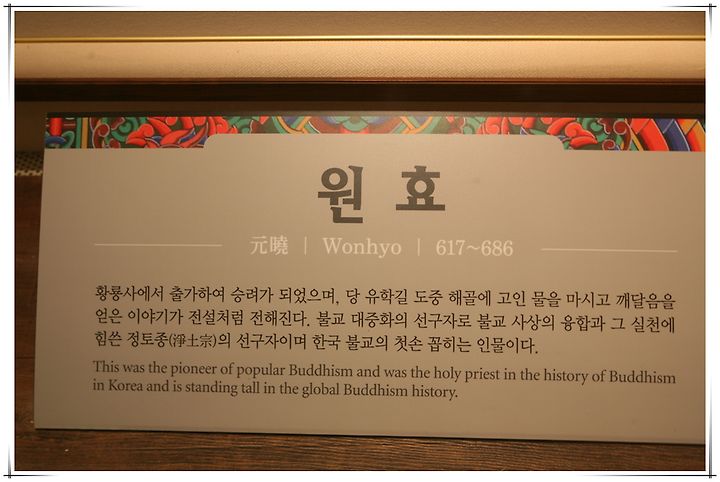 원효
元曉 | Wonhyo | 617~686
황룡사에서 출가하여 승려가 되었으며, 당 유학길 도중 해골에 고인 물을 마시고 깨달음을
얻은 이야기가 전설처럼 전해진다. 불교 대중화의 선구자로 불교 사상의 융합과 그 실천에
힘쓴 정토종(淨土宗)의 선구자이며 한국 불교의 첫손 꼽히는 인물이다.
This was the pioneer of popular Buddhism and was the holy priest in the history of Buddhism
in Korea and is standing tall in the global Buddhism history.